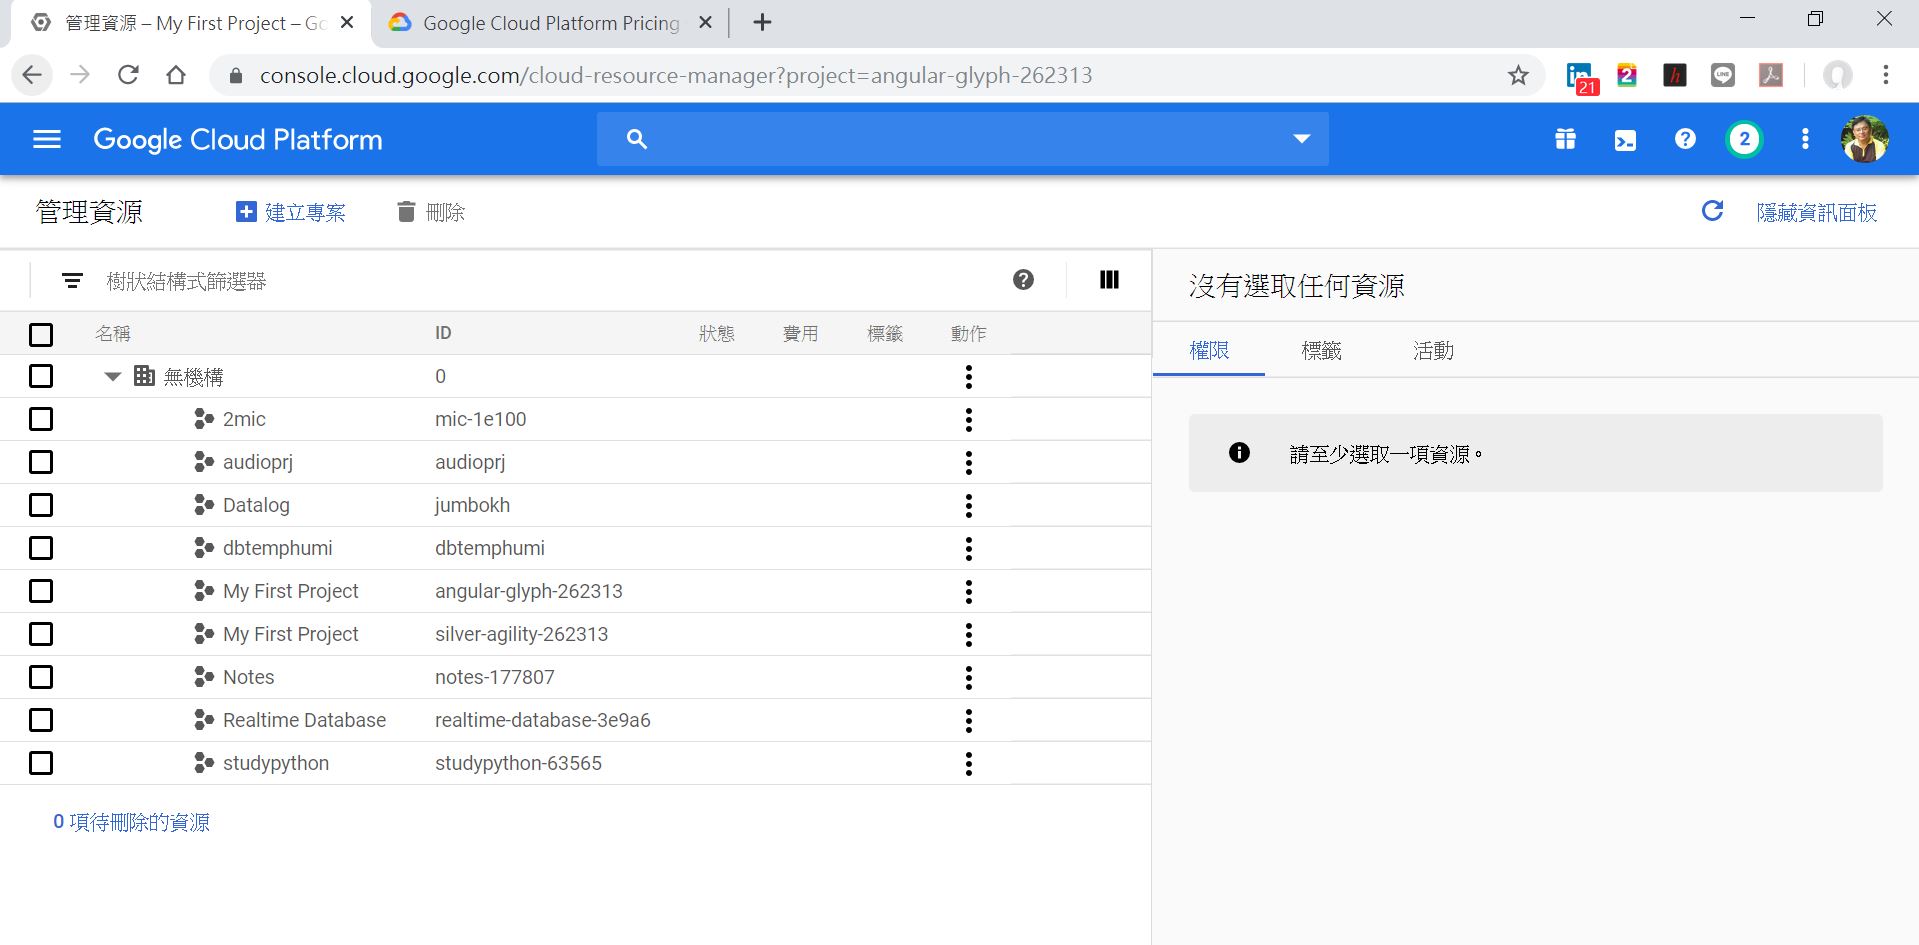 管理資源 – My First Project – Go
Google Cloud Platform Pricing
console.cloud.google.com/cloud-resource-manager?project=angular-glyph-262313
in 21
2
h
LINE
Google Cloud Platform
2
管理資源
建立專案
刪除
隱藏資訊面板
樹狀結構式篩選器
名稱 ID 狀態 費用 標籤 動作
無機構 0
2mic mic-1e100
audioprj audioprj
Datalog jumbokh
dbtemphumi dbtemphumi
My First Project angular-glyph-262313
My First Project silver-agility-262313
Notes notes-177807
Realtime Database realtime-database-3e9a6
studypython studypython-63565
0 項待刪除的資源
沒有選取任何資源
權限 標籤 活動
請至少選取一項資源。